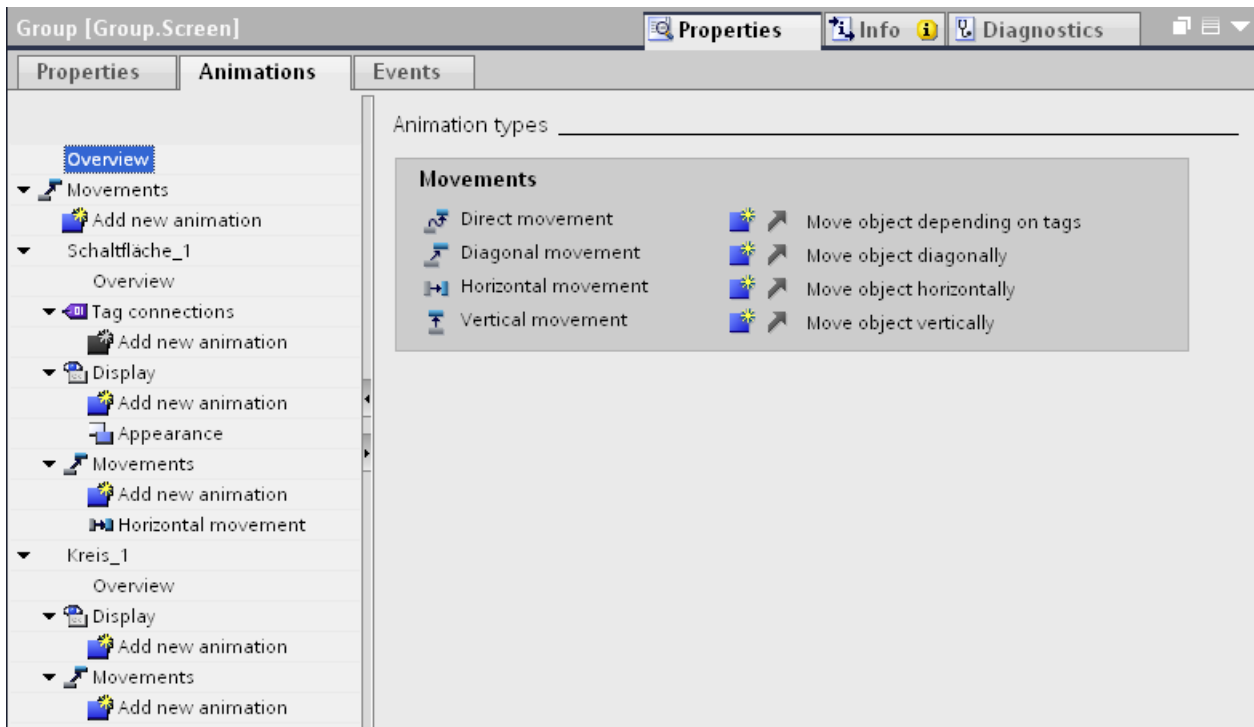 Group [Group.Screen]
Properties
Info
Diagnostics
Properties
Animations
Events
Overview
Movements
Add new animation
Schaltfläche_1
Overview
Tag connections
Add new animation
Display
Add new animation
Appearance
Movements
Add new animation
Horizontal movement
Kreis_1
Overview
Display
Add new animation
Movements
Add new animation
Animation types
Movements
Direct movement Move object depending on tags
Diagonal movement Move object diagonally
Horizontal movement Move object horizontally
Vertical movement Move object vertically